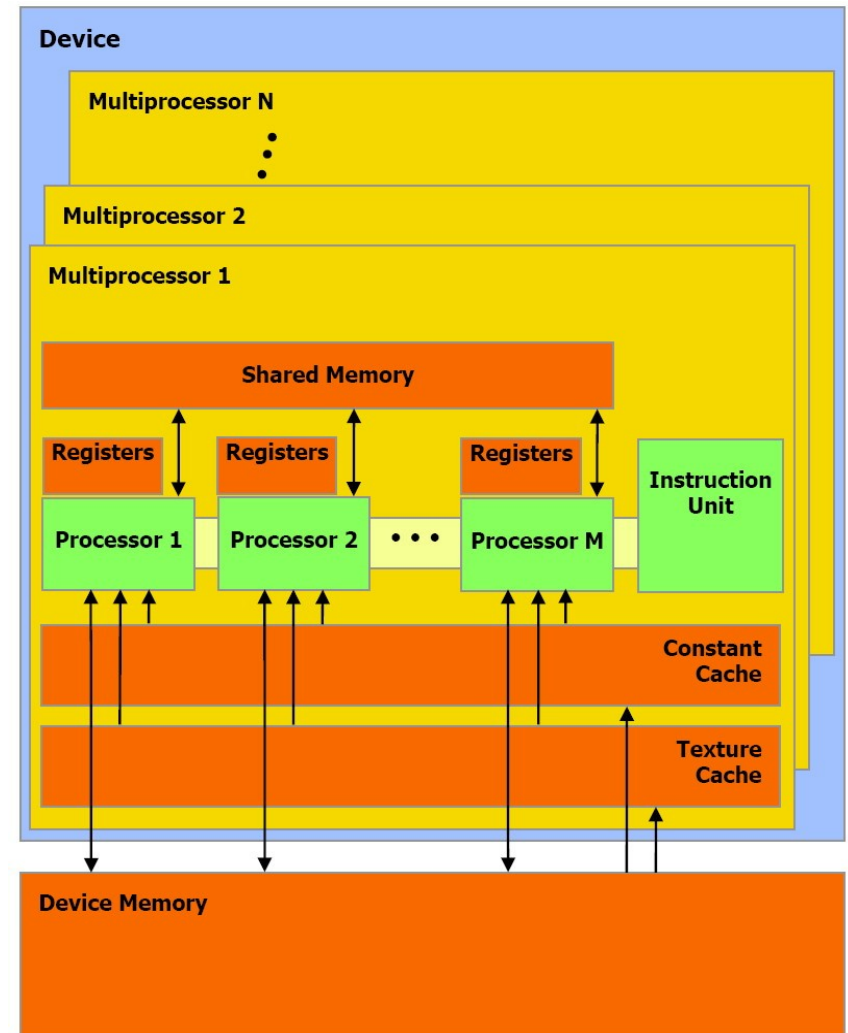 Device
Multiprocessor N
Multiprocessor 2
Multiprocessor 1
Shared Memory
Registers
Registers
Registers
Instruction
Unit
Processor 1
Processor 2
• • •
Processor M
Constant
Cache
Texture
Cache
Device Memory